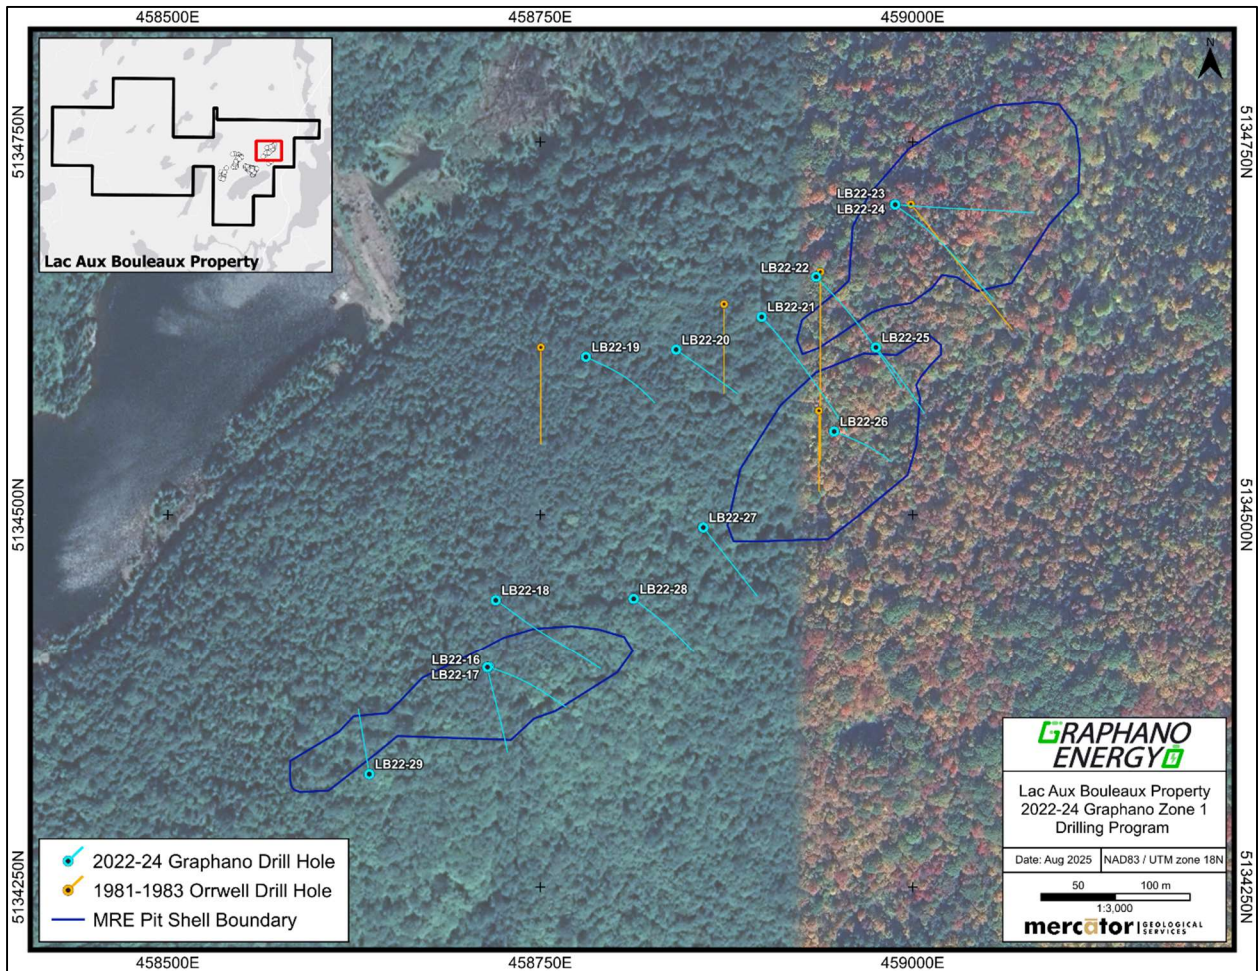 458500E
458750E
459000E
5134750N
5134750N
N
Lac Aux Bouleaux Property
LB22-23
LB22-24
LB22-22
LB22-21
LB22-19
LB22-20
LB22-25
LB22-26
5134500N
5134500N
LB22-27
LB22-18
LB22-28
LB22-16
LB22-17
LB22-29
2022-24 Graphano Drill Hole
1981-1983 Orrwell Drill Hole
MRE Pit Shell Boundary
GRAPHANO
ENERGY
Lac Aux Bouleaux Property
2022-24 Graphano Zone 1
Drilling Program
Date: Aug 2025
NAD83 / UTM zone 18N
50 100 m
1:3,000
mercator GEOLOGICAL
SERVICES
5134250N
5134250N
458500E
458750E
459000E